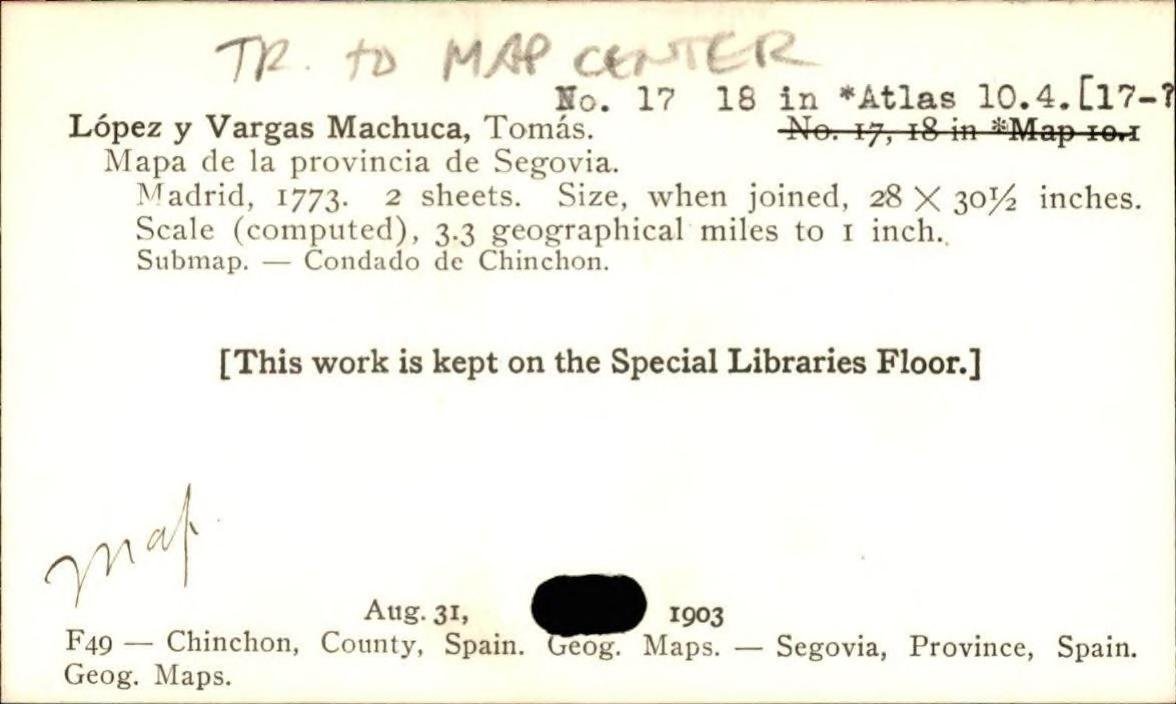 TR. to MAP CENTER
No. 17 18 in *Atlas 10.4.[17-?
López y Vargas Machuca, Tomás. No. 17, 18 in *Map 10.1
Mapa de la provincia de Segovia.
Madrid, 1773. 2 sheets. Size, when joined, 28 × 30½ inches.
Scale (computed), 3.3 geographical miles to 1 inch.
Submap. — Condado de Chinchon.
[This work is kept on the Special Libraries Floor.]
Map
Aug. 31, 1903
F49 — Chinchon, County, Spain. Geog. Maps. — Segovia, Province, Spain.
Geog. Maps.